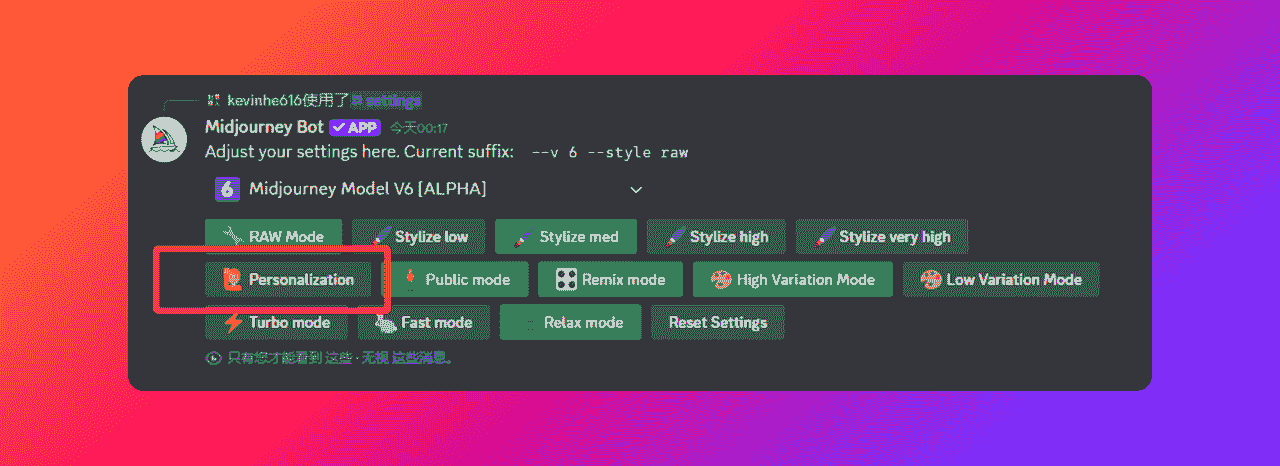 kevinhe616使用了 settings
Midjourney Bot ✓ APP 今天00:17
Adjust your settings here. Current suffix: --v 6 --style raw
6 Midjourney Model V6 [ALPHA]
RAW Mode Stylize low Stylize med Stylize high Stylize very high
Personalization Public mode Remix mode High Variation Mode Low Variation Mode
Turbo mode Fast mode Relax mode Reset Settings
只有您才能看到 这些 · 无视 这些消息。